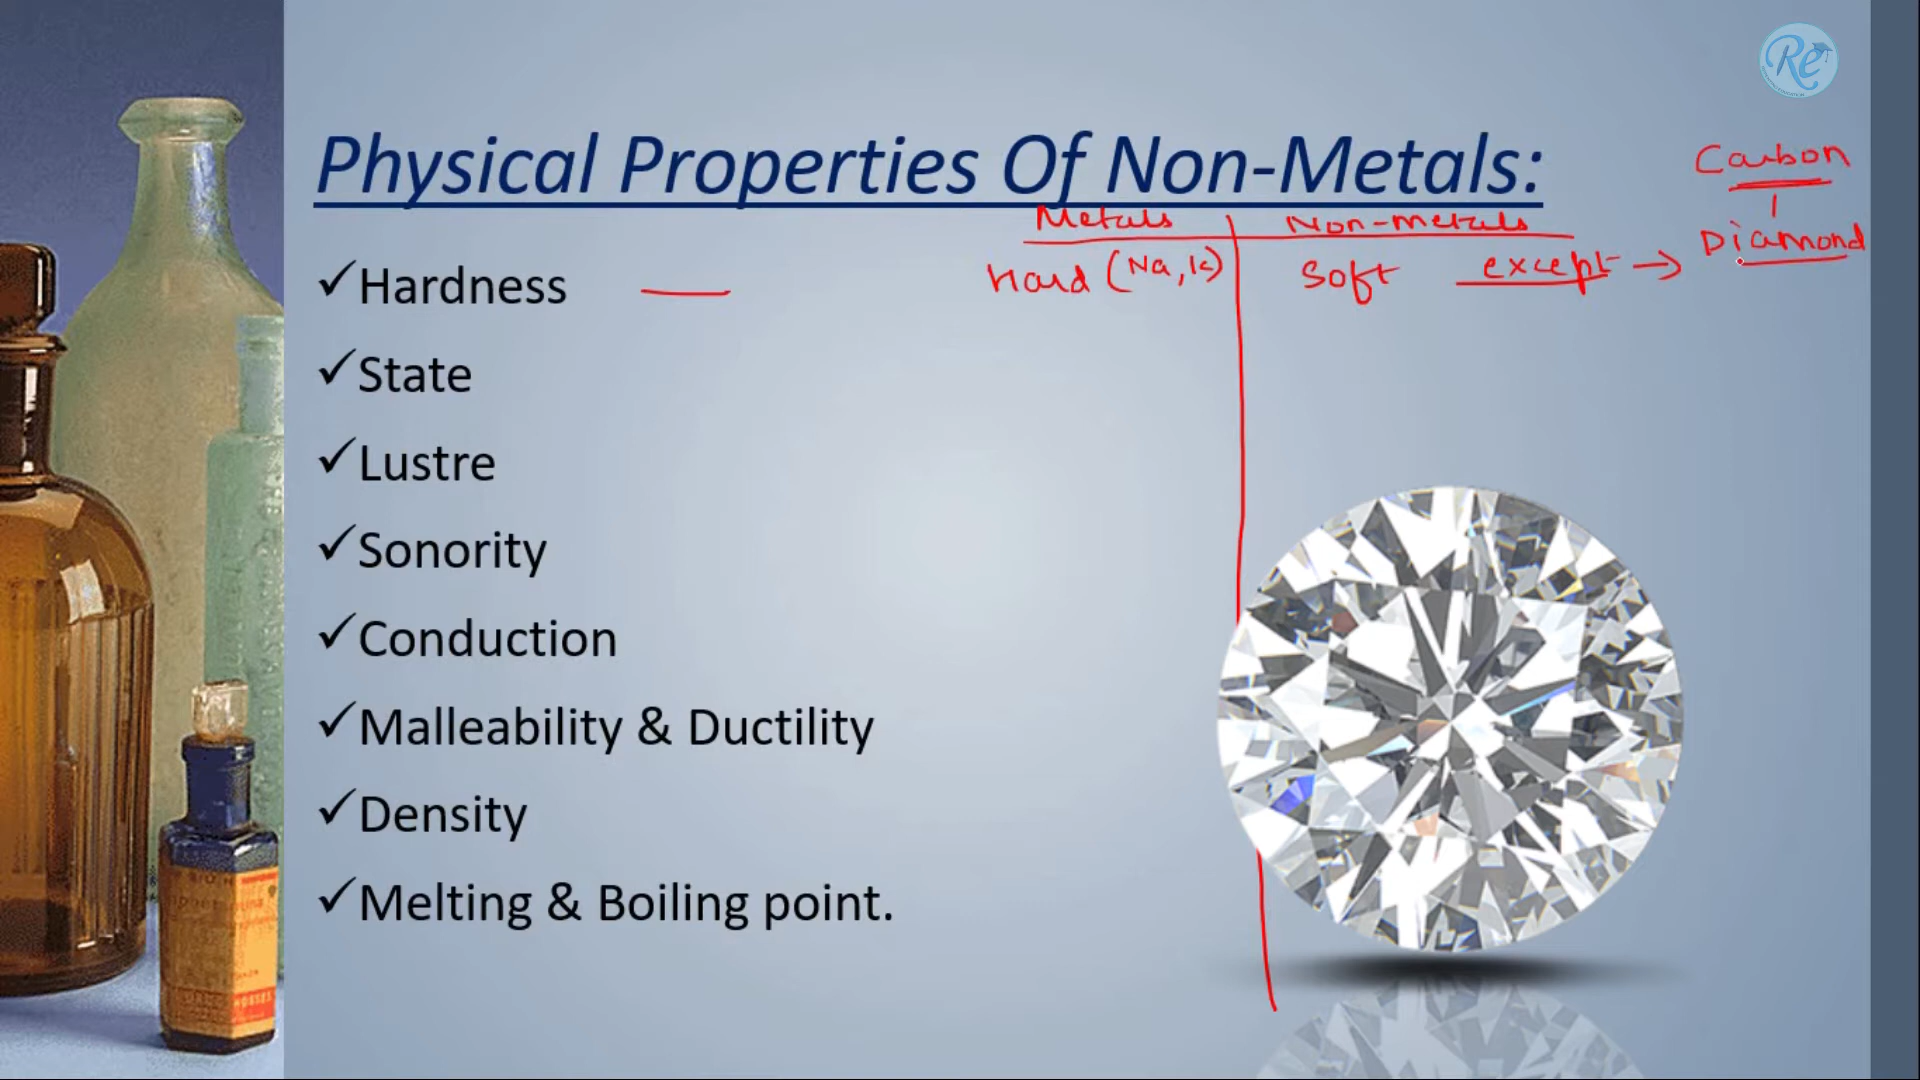 Re
Physical Properties Of Non-Metals:
Carbon
Diamond
Metals Non-metals
Hard (Na, K) Soft except →
✓Hardness
✓State
✓Lustre
✓Sonority
✓Conduction
✓Malleability & Ductility
✓Density
✓Melting & Boiling point.